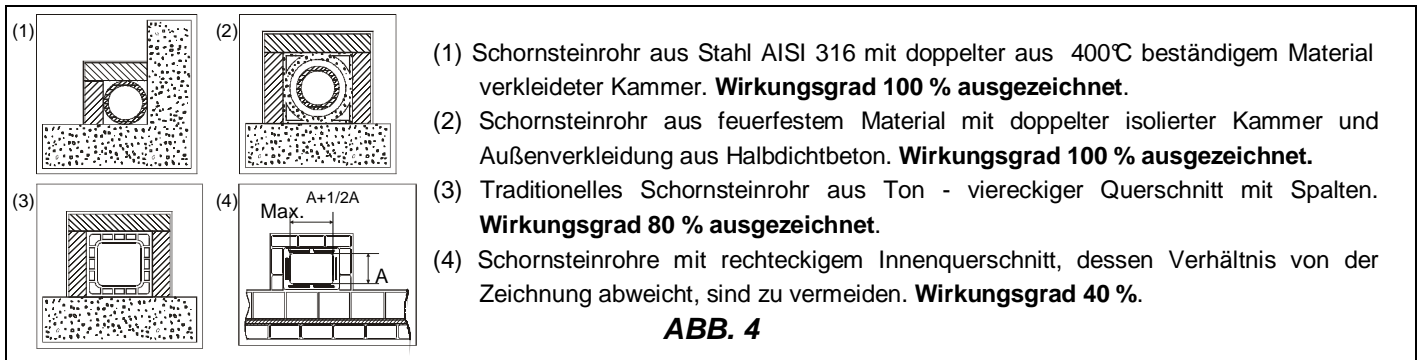 (1)
(2)
(3)
(4)
Max.
A+1/2A
A
(1) Schornsteinrohr aus Stahl AISI 316 mit doppelter aus 400℃ beständigem Material
verkleideter Kammer. Wirkungsgrad 100 % ausgezeichnet.
(2) Schornsteinrohr aus feuerfestem Material mit doppelter isolierter Kammer und
Außenverkleidung aus Halbdichtbeton. Wirkungsgrad 100 % ausgezeichnet.
(3) Traditionelles Schornsteinrohr aus Ton - viereckiger Querschnitt mit Spalten.
Wirkungsgrad 80 % ausgezeichnet.
(4) Schornsteinrohre mit rechteckigem Innenquerschnitt, dessen Verhältnis von der
Zeichnung abweicht, sind zu vermeiden. Wirkungsgrad 40 %.
ABB. 4